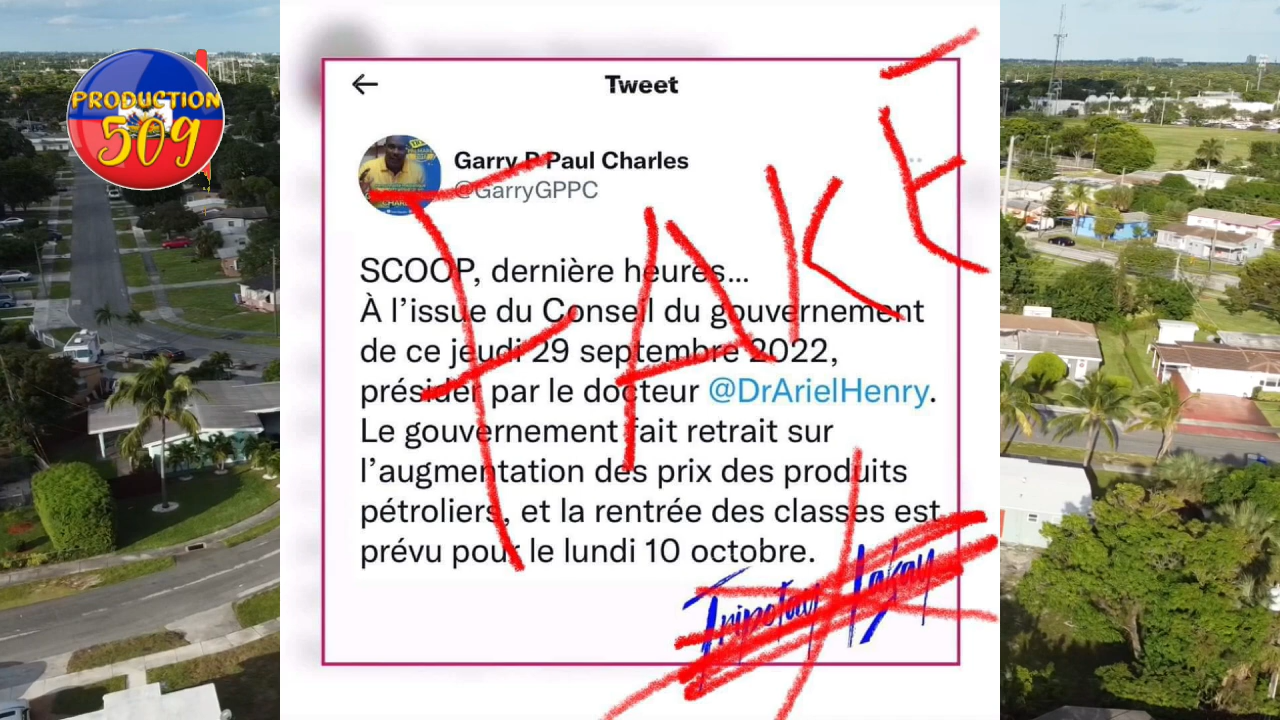 PRODUCTION
509
Tweet
Garry P Paul Charles
@GarryGPPC
SCOOP, dernière heures...
À l’issue du Conseil du gouvernement
de ce jeudi 29 septembre 2022,
présider par le docteur @DrArielHenry.
Le gouvernement fait retrait sur
l’augmentation des prix des produits
pétroliers, et la rentrée des classes est
prévu pour le lundi 10 octobre.
FAKE
Tripotay Lakay